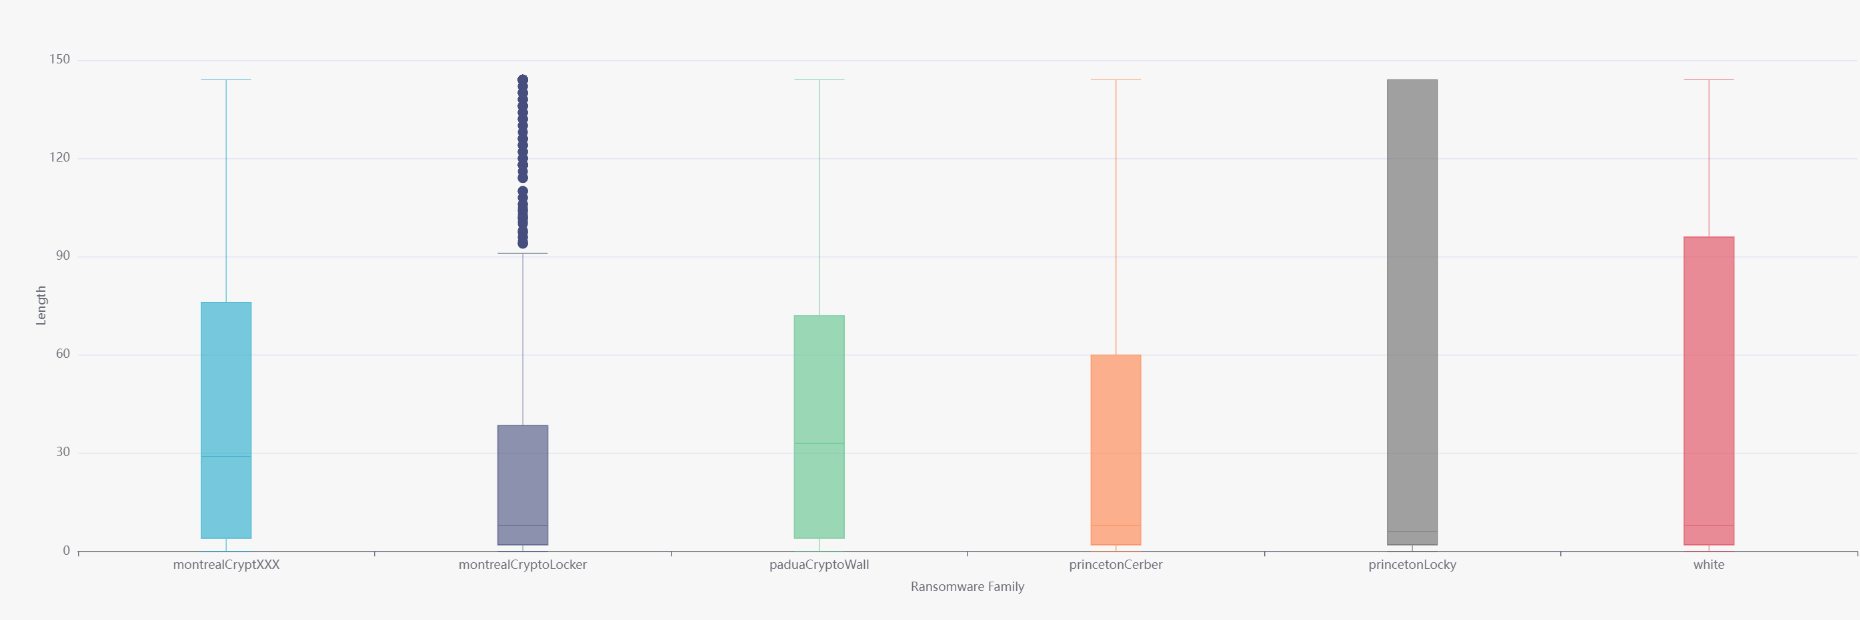 150
120
90
60
30
0
Length
montrealCryptXXX
montrealCryptoLocker
paduaCryptoWall
princetonCerber
princetonLocky
white
Ransomware Family